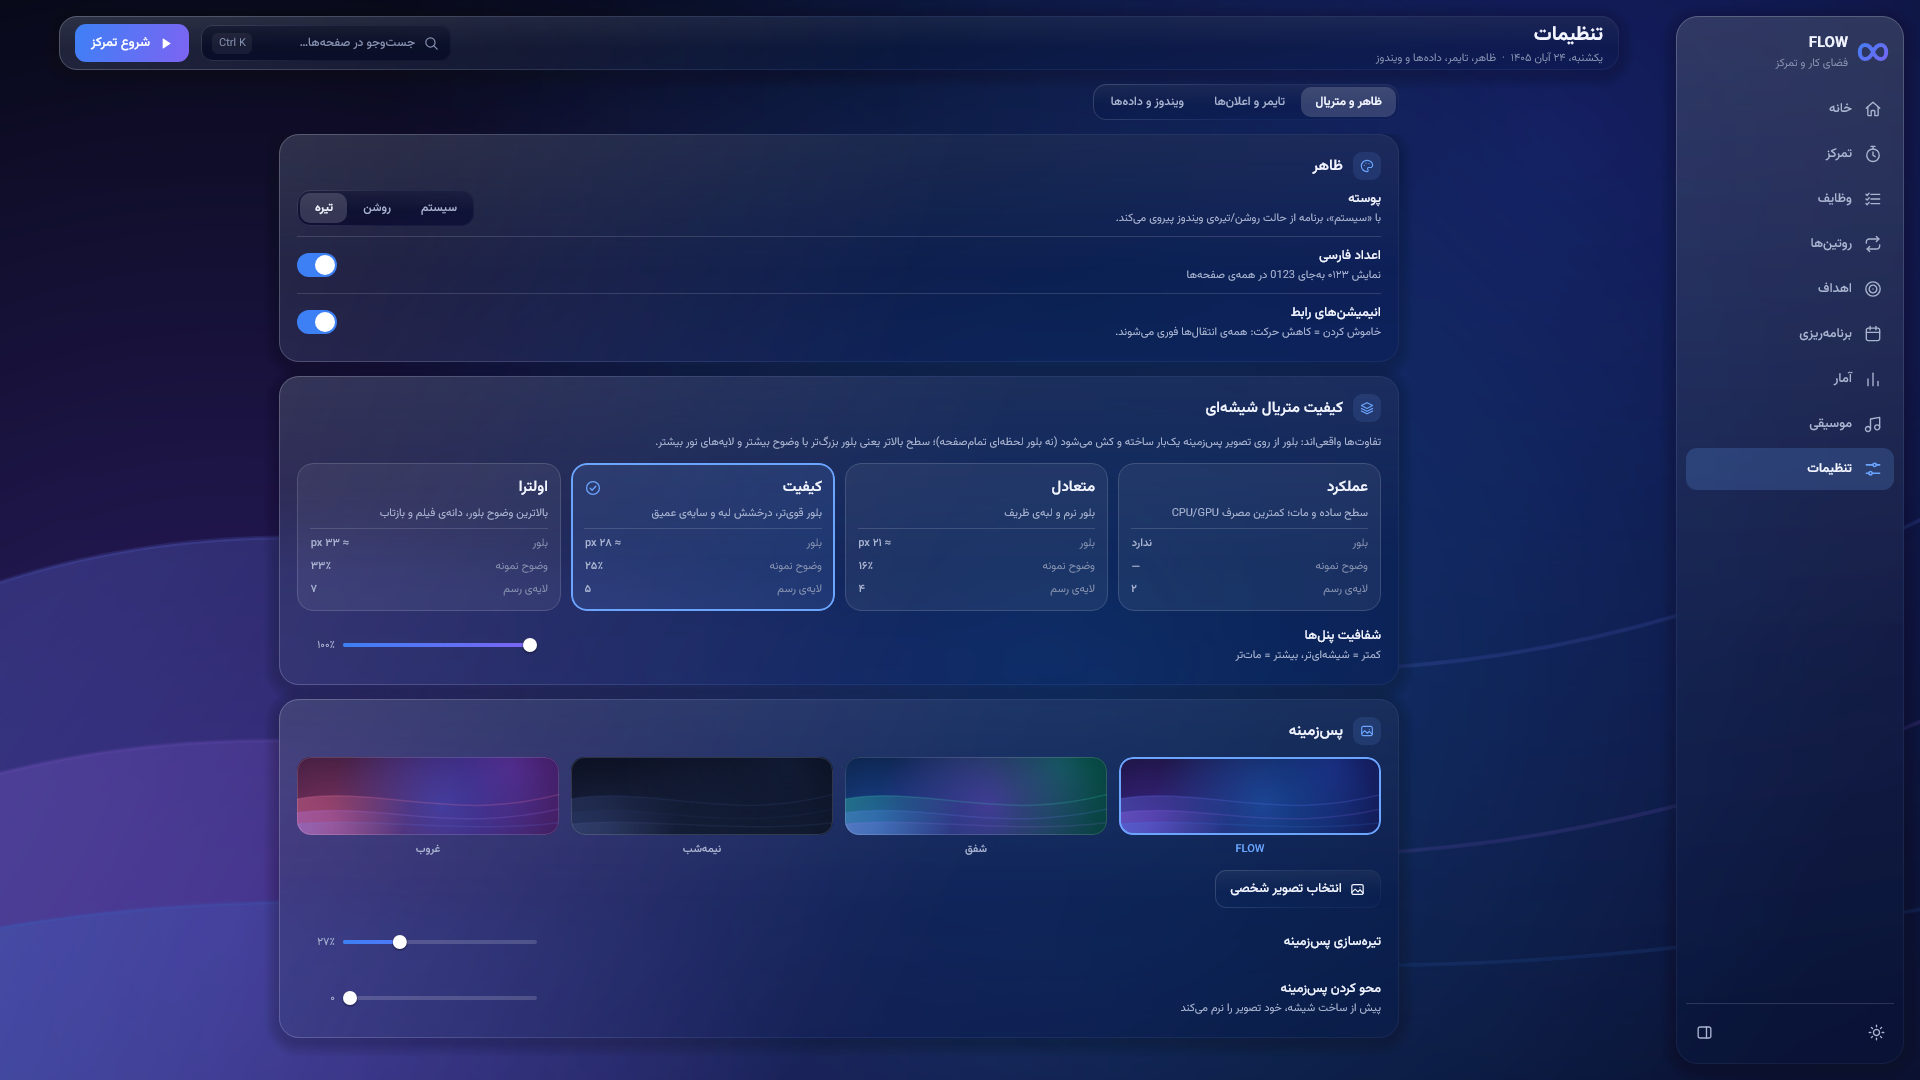 FLOW
فضای کار و تمرکز
خانه
تمرکز
وظایف
روتین‌ها
اهداف
برنامه‌ریزی
آمار
موسیقی
تنظیمات
تنظیمات
یکشنبه، ۲۴ آبان ۱۴۰۵ · ظاهر، تایمر، داده‌ها و ویندوز
جست‌وجو در صفحه‌ها... Ctrl K
شروع تمرکز
ظاهر و متریال تایمر و اعلان‌ها ویندوز و داده‌ها
ظاهر
پوسته
با «سیستم»، برنامه از حالت روشن/تیره‌ی ویندوز پیروی می‌کند.
سیستم روشن تیره
اعداد فارسی
نمایش ۰۱۲۳ به‌جای 0123 در همه‌ی صفحه‌ها
انیمیشن‌های رابط
خاموش کردن = کاهش حرکت: همه‌ی انتقال‌ها فوری می‌شوند.
کیفیت متریال شیشه‌ای
تفاوت‌ها واقعی‌اند: بلور از روی تصویر پس‌زمینه یک‌بار ساخته و کش می‌شود (نه بلور لحظه‌ای تمام‌صفحه)؛ سطح بالاتر یعنی بلور بزرگ‌تر با وضوح بیشتر و لایه‌های نور بیشتر.
عملکرد
سطح ساده و مات؛ کمترین مصرف CPU/GPU
بلور ندارد
وضوح نمونه —
لایه‌ی رسم ۲
متعادل
بلور نرم و لبه‌ی ظریف
بلور ≈ ۲۱ px
وضوح نمونه ۱۶٪
لایه‌ی رسم ۴
کیفیت
بلور قوی‌تر، درخشش لبه و سایه‌ی عمیق
بلور ≈ ۲۸ px
وضوح نمونه ۲۵٪
لایه‌ی رسم ۵
اولترا
بالاترین وضوح بلور، دانه‌ی فیلم و بازتاب
بلور ≈ ۳۳ px
وضوح نمونه ۳۳٪
لایه‌ی رسم ۷
شفافیت پنل‌ها
کمتر = شیشه‌ای‌تر، بیشتر = مات‌تر
۱۰۰٪
پس‌زمینه
FLOW شفق نیمه‌شب غروب
انتخاب تصویر شخصی
تیره‌سازی پس‌زمینه
۲۷٪
محو کردن پس‌زمینه
پیش از ساخت شیشه، خود تصویر را نرم می‌کند
۰